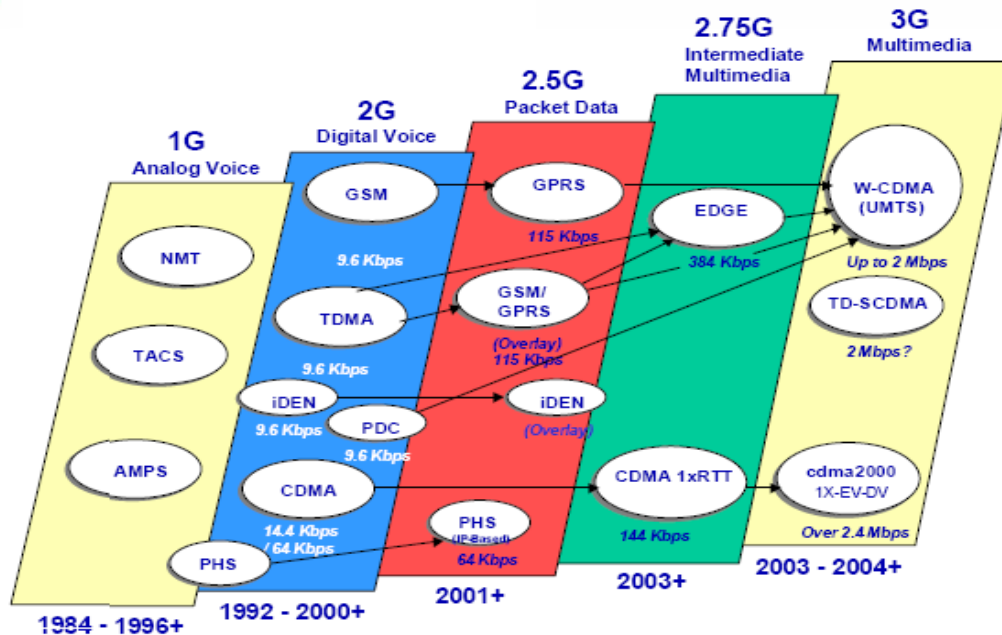 1G
Analog Voice
NMT
TACS
AMPS
PHS
1984 - 1996+
2G
Digital Voice
GSM
9.6 Kbps
TDMA
9.6 Kbps
iDEN
9.6 Kbps
PDC
9.6 Kbps
CDMA
14.4 Kbps
/ 64 Kbps
1992 - 2000+
2.5G
Packet Data
GPRS
115 Kbps
GSM/
GPRS
(Overlay)
115 Kbps
iDEN
(Overlay)
PHS
(IP-Based)
64 Kbps
2001+
2.75G
Intermediate
Multimedia
EDGE
384 Kbps
CDMA 1xRTT
144 Kbps
2003+
3G
Multimedia
W-CDMA
(UMTS)
Up to 2 Mbps
TD-SCDMA
2 Mbps?
cdma2000
1X-EV-DV
Over 2.4 Mbps
2003 - 2004+